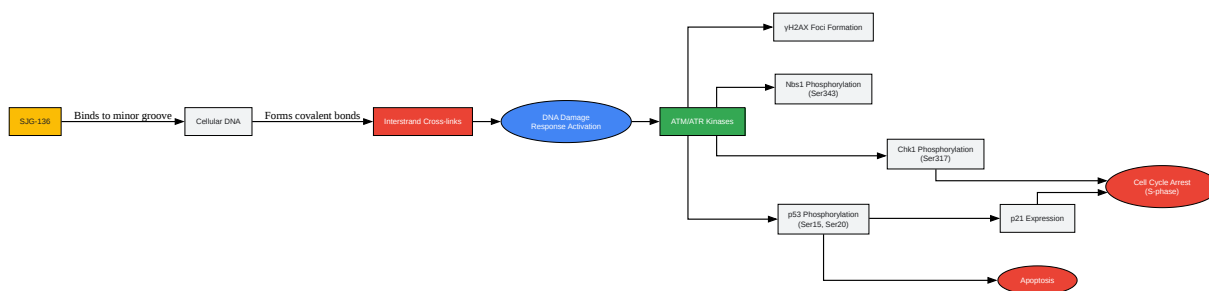 SJG-136
Binds to minor groove
Cellular DNA
Forms covalent bonds
Interstrand Cross-links
DNA Damage
Response Activation
ATM/ATR Kinases
γH2AX Foci Formation
Nbs1 Phosphorylation
(Ser343)
Chk1 Phosphorylation
(Ser317)
p53 Phosphorylation
(Ser15, Ser20)
p21 Expression
Cell Cycle Arrest
(S-phase)
Apoptosis